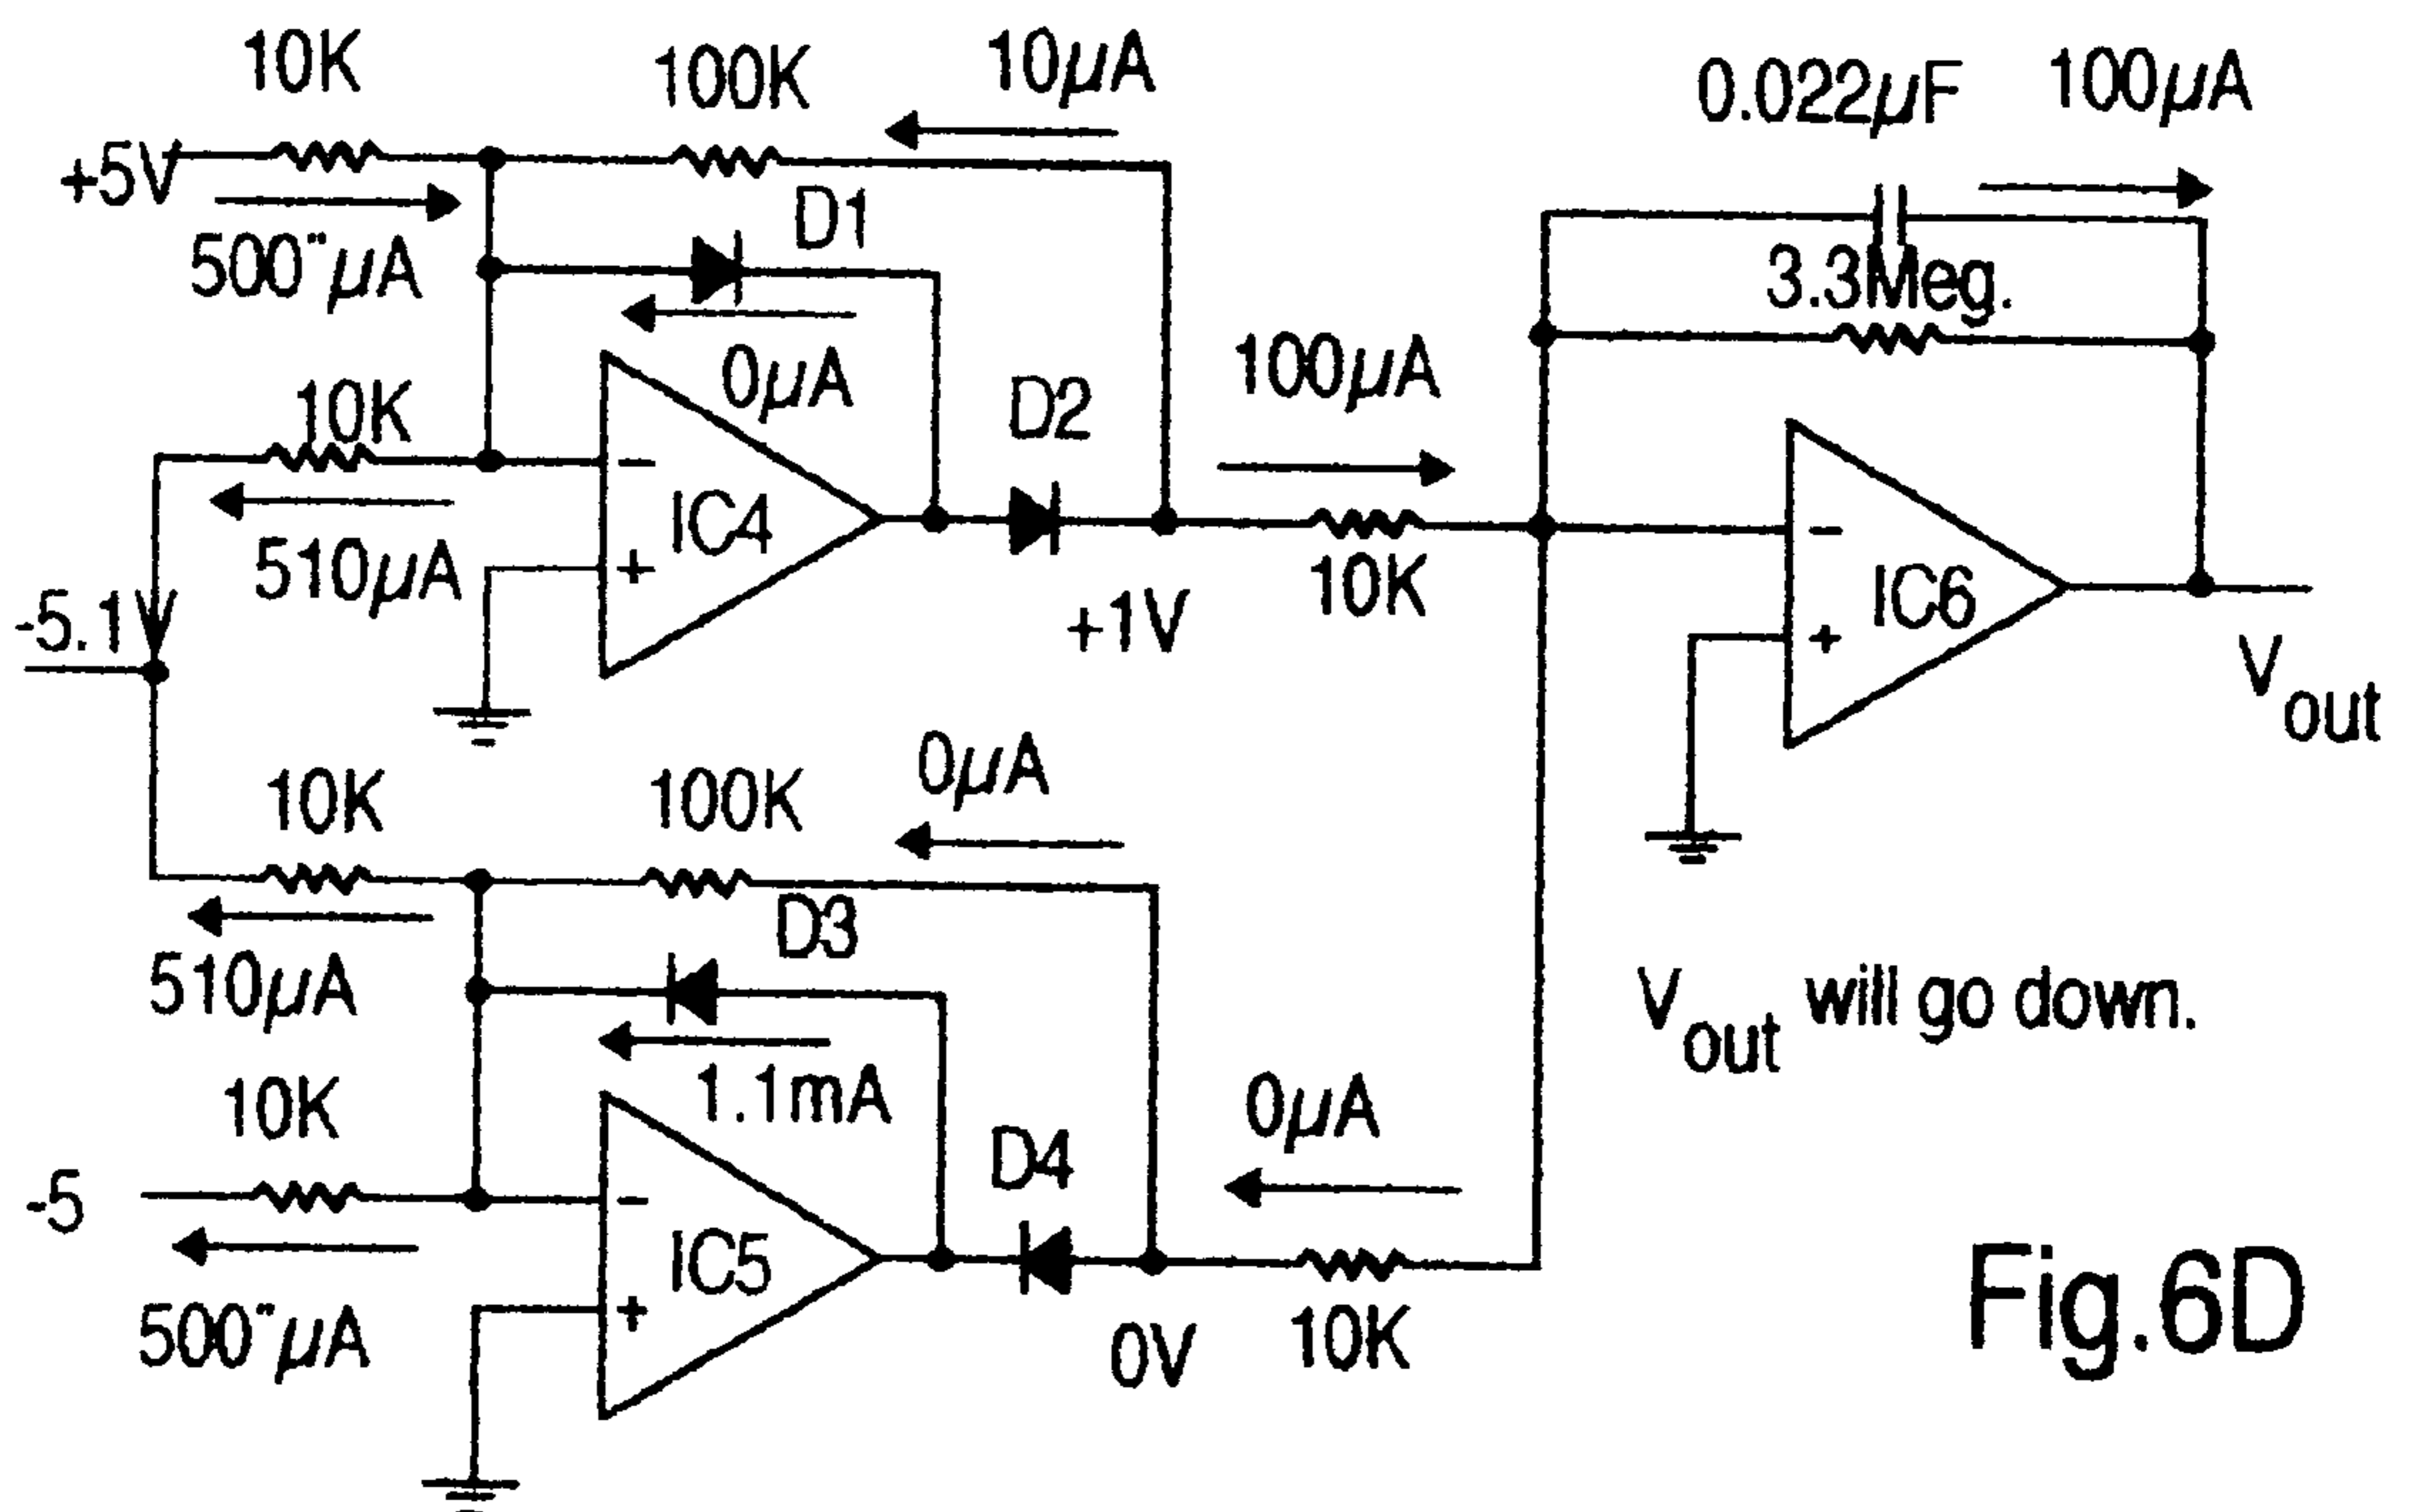 10K
100K
10μA
0.022μF
100μA
+5V
500"μA
D1
3.3Meg.
0μA
10K
D2
100μA
510μA
IC4
-
+
-5.1V
+1V
10K
IC6
-
+
Vout
10K
100K
0μA
D3
510μA
1.1mA
Vout will go down.
10K
D4
0μA
-5
500"μA
IC5
-
+
0V
10K
Fig.6D